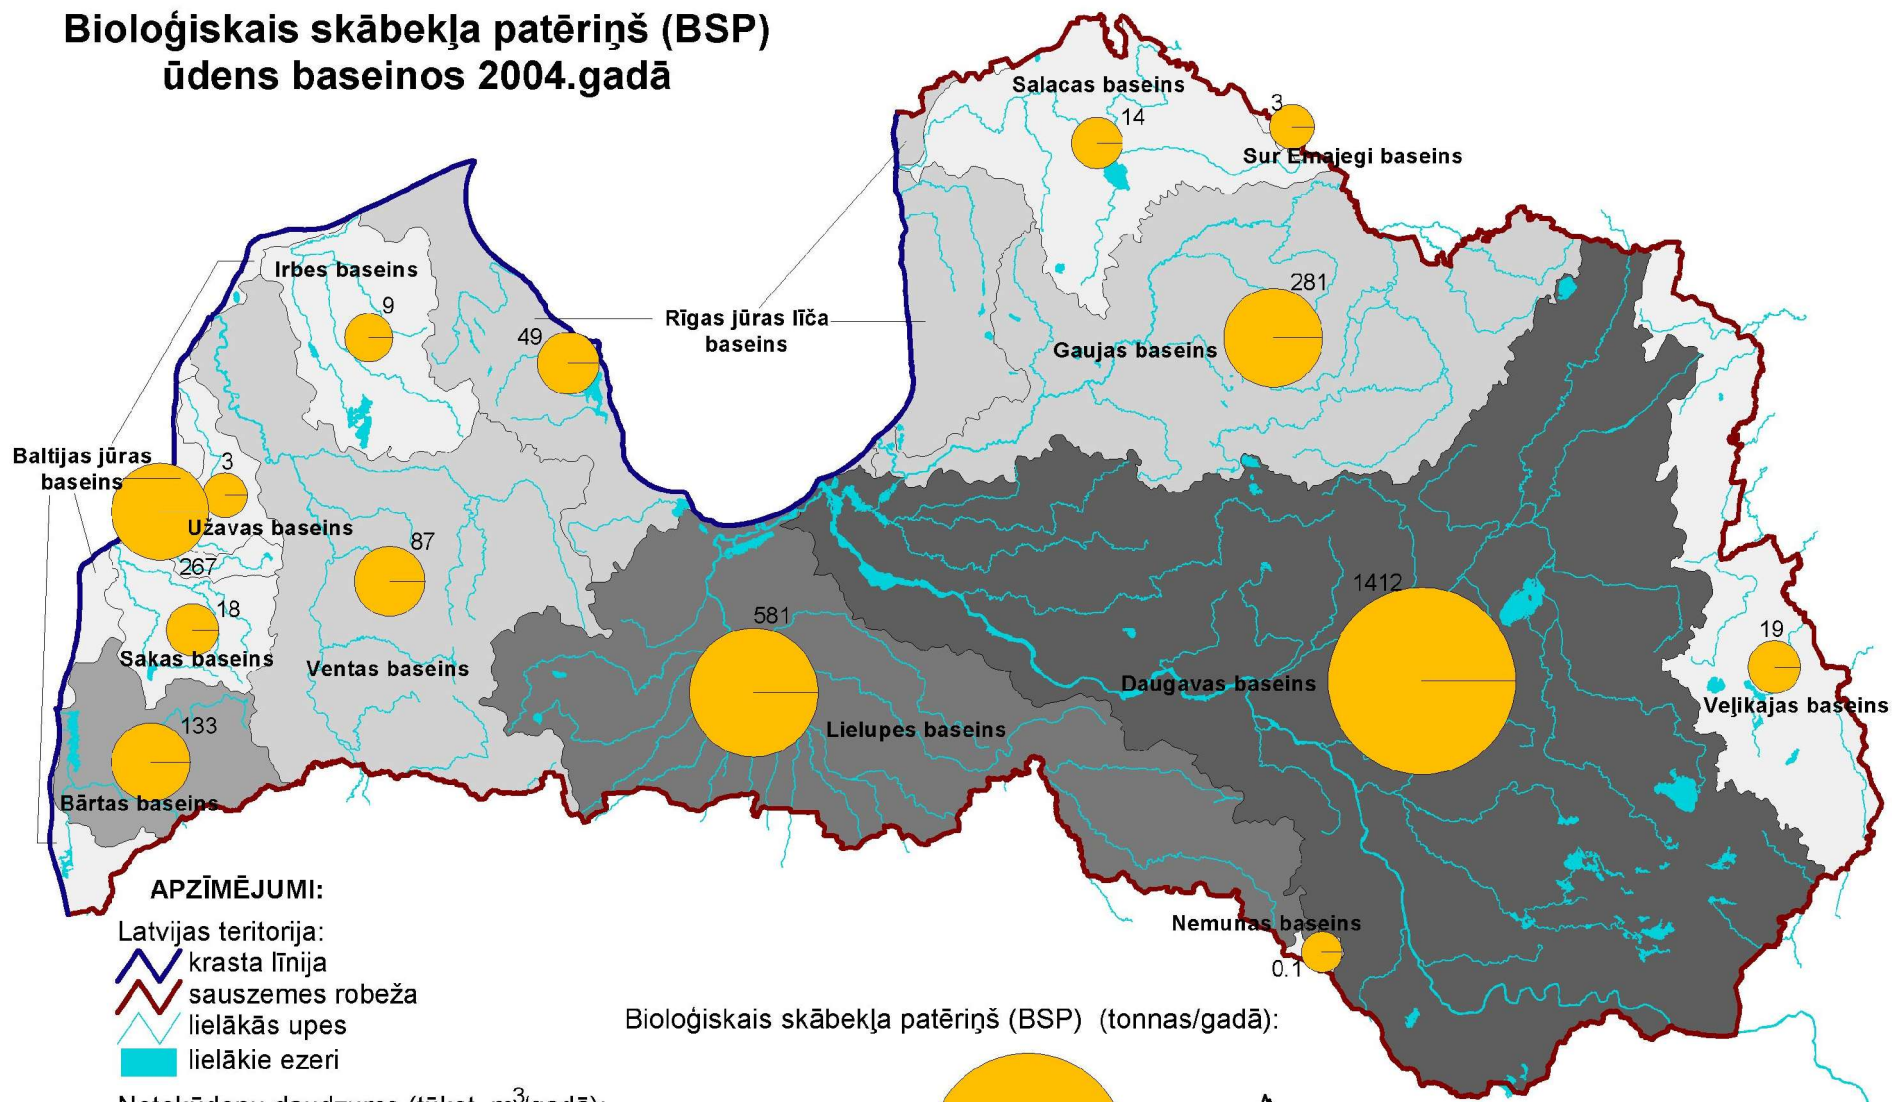 Bioloģiskais skābekļa patēriņš (BSP)
ūdens baseinos 2004.gadā
Salacas baseins
14
3
Sur Emajegi baseins
Irbes baseins
9
49
Rīgas jūras līča
baseins
281
Gaujas baseins
Baltijas jūras
baseins
3
Užavas baseins
267
87
18
Sakas baseins
Ventas baseins
581
1412
19
Daugavas baseins
Veļikajas baseins
133
Lielupes baseins
Bārtas baseins
Nemunas baseins
0.1
APZĪMĒJUMI:
Latvijas teritorija:
krasta līnija
sauszemes robeža
lielākās upes
lielākie ezeri
Bioloģiskais skābekļa patēriņš (BSP) (tonnas/gadā):